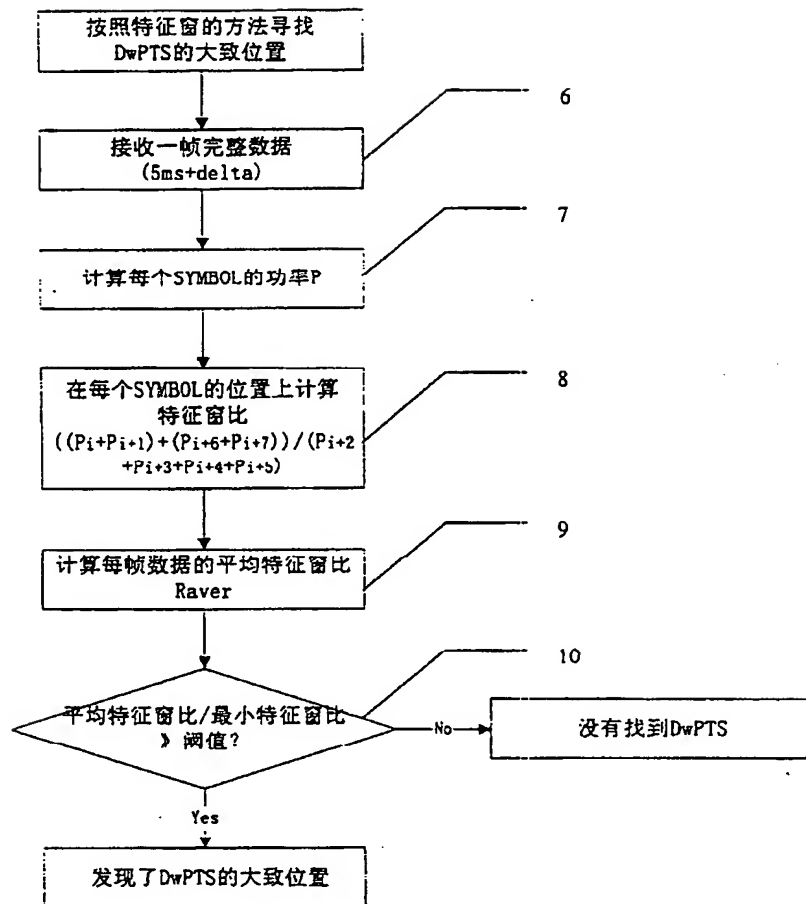 按照特征窗的方法寻找
DwPTS的大致位置
6
接收一帧完整数据
(5ms+delta)
7
计算每个SYMBOL的功率P
8
在每个SYMBOL的位置上计算
特征窗比
((Pi+Pi+1)+(Pi+6+Pi+7))/(Pi+2
+Pi+3+Pi+4+Pi+5)
9
计算每帧数据的平均特征窗比
Raver
10
平均特征窗比/最小特征窗比
》阈值?
No
没有找到DwPTS
Yes
发现了DwPTS的大致位置